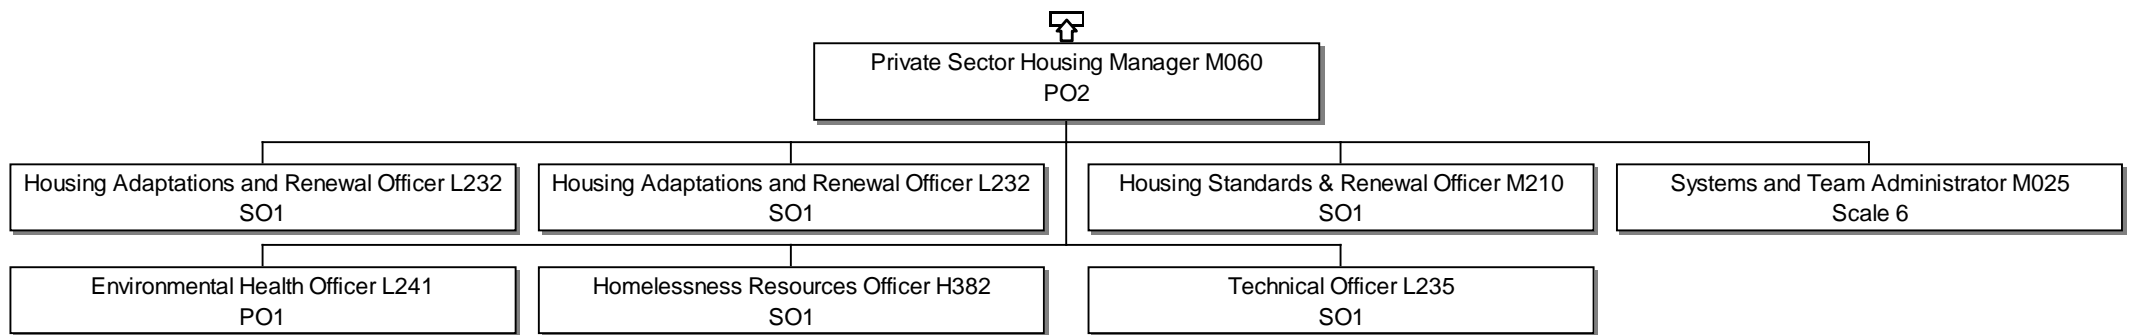 Private Sector Housing Manager M060
PO2
Housing Adaptations and Renewal Officer L232
SO1
Housing Adaptations and Renewal Officer L232
SO1
Housing Standards & Renewal Officer M210
SO1
Systems and Team Administrator M025
Scale 6
Environmental Health Officer L241
PO1
Homelessness Resources Officer H382
SO1
Technical Officer L235
SO1